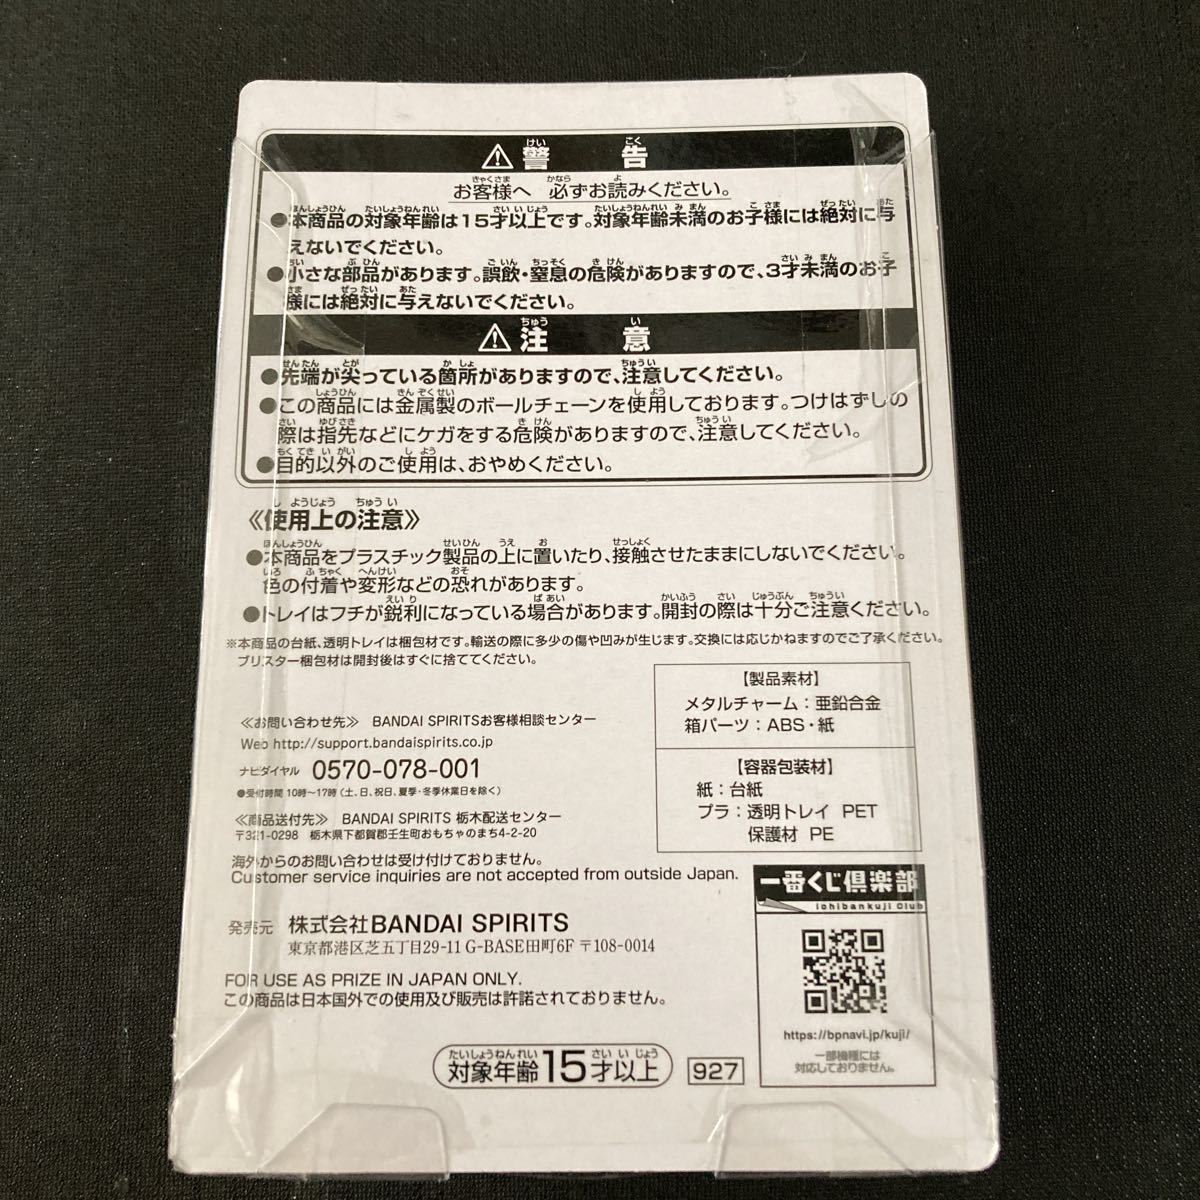 ⚠警告
お客様へ 必ずお読みください。
●本商品の対象年齢は15才以上です。対象年齢未満のお子様には絶対に与
えないでください。
●小さな部品があります。誤飲・窒息の危険がありますので、3才未満のお子
様には絶対に与えないでください。
⚠注意
●先端が尖っている箇所がありますので、注意してください。
●この商品には金属製のボールチェーンを使用しております。つけはずしの
際は指先などにケガをする危険がありますので、注意してください。
●目的以外のご使用は、おやめください。
《使用上の注意》
●本商品をプラスチック製品の上に置いたり、接触させたままにしないでください。
色の付着や変形などの恐れがあります。
●トレイはフチが鋭利になっている場合があります。開封の際は十分ご注意ください。
※本商品の台紙、透明トレイは梱包材です。輸送の際に多少の傷や凹みが生じます。交換には応じかねますのでご了承ください。
ブリスター梱包材は開封後はすぐに捨ててください。
【製品素材】
メタルチャーム:亜鉛合金
箱パーツ:ABS・紙
【容器包装材】
紙:台紙
プラ:透明トレイ PET
保護材 PE
≪お問い合わせ先≫ BANDAI SPIRITSお客様相談センター
Web http://support.bandaispirits.co.jp
ナビダイヤル 0570-078-001
●受付時間 10時〜17時(土、日、祝日、夏季・冬季休業日を除く)
≪商品送付先≫ BANDAI SPIRITS 栃木配送センター
〒321-0298 栃木県下都賀郡壬生町おもちゃのまち4-2-20
海外からのお問い合わせは受け付けておりません。
Customer service inquiries are not accepted from outside Japan.
発売元 株式会社BANDAI SPIRITS
東京都港区芝五丁目29-11 G-BASE田町6F 〒108-0014
FOR USE AS PRIZE IN JAPAN ONLY.
この商品は日本国外での使用及び販売は許諾されておりません。
一番くじ倶楽部
ichibankuji Club
https://bpnavi.jp/kuji/
一部機種には
対応しておりません。
対象年齢15才以上
927